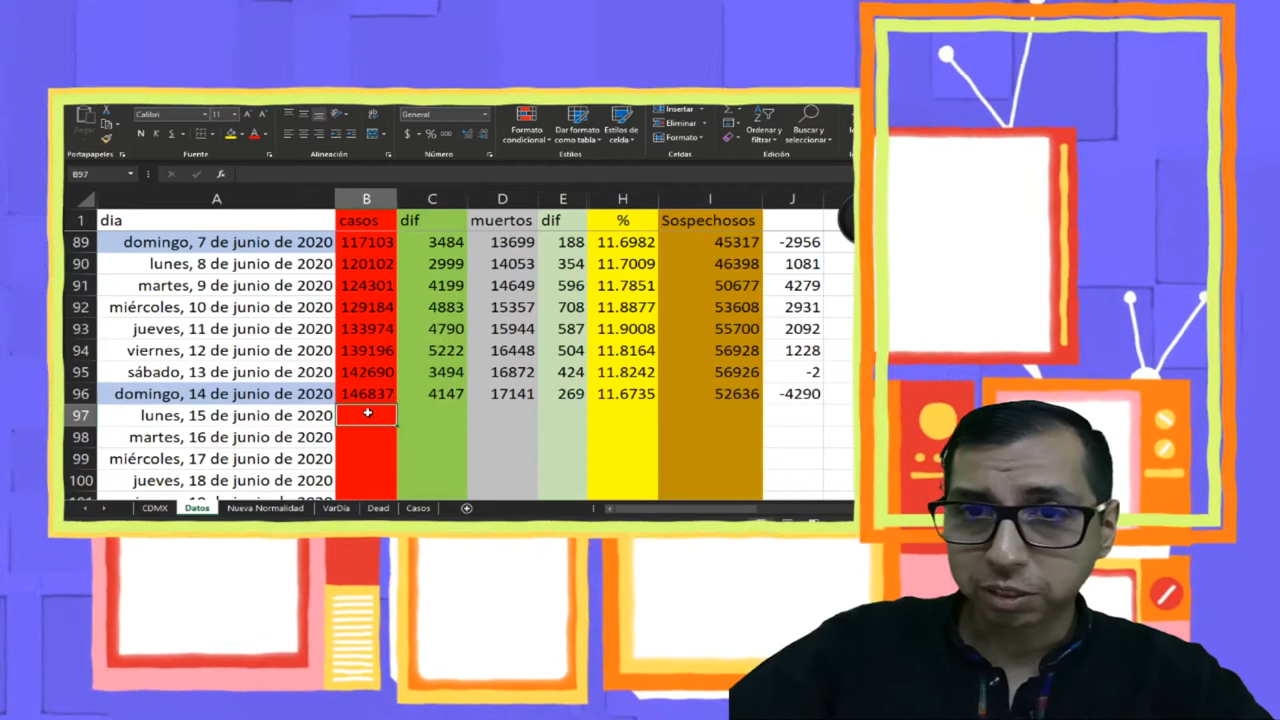 Calibri 11 A A ab General Insertar Σ
Pegar N K S A $ % 000 Formato condicional Dar formato como tabla Estilos de celda Eliminar Formato Ordenar y filtrar Buscar y seleccionar
Portapapeles Fuente Alineación Número Estilos Celdas Edición
B97 fx
A B C D E H I J
1 dia casos dif muertos dif % Sospechosos
89 domingo, 7 de junio de 2020 117103 3484 13699 188 11.6982 45317 -2956
90 lunes, 8 de junio de 2020 120102 2999 14053 354 11.7009 46398 1081
91 martes, 9 de junio de 2020 124301 4199 14649 596 11.7851 50677 4279
92 miércoles, 10 de junio de 2020 129184 4883 15357 708 11.8877 53608 2931
93 jueves, 11 de junio de 2020 133974 4790 15944 587 11.9008 55700 2092
94 viernes, 12 de junio de 2020 139196 5222 16448 504 11.8164 56928 1228
95 sábado, 13 de junio de 2020 142690 3494 16872 424 11.8242 56926 -2
96 domingo, 14 de junio de 2020 146837 4147 17141 269 11.6735 52636 -4290
97 lunes, 15 de junio de 2020
98 martes, 16 de junio de 2020
99 miércoles, 17 de junio de 2020
100 jueves, 18 de junio de 2020
CDMX Datos Nueva Normalidad VarDía Dead Casos